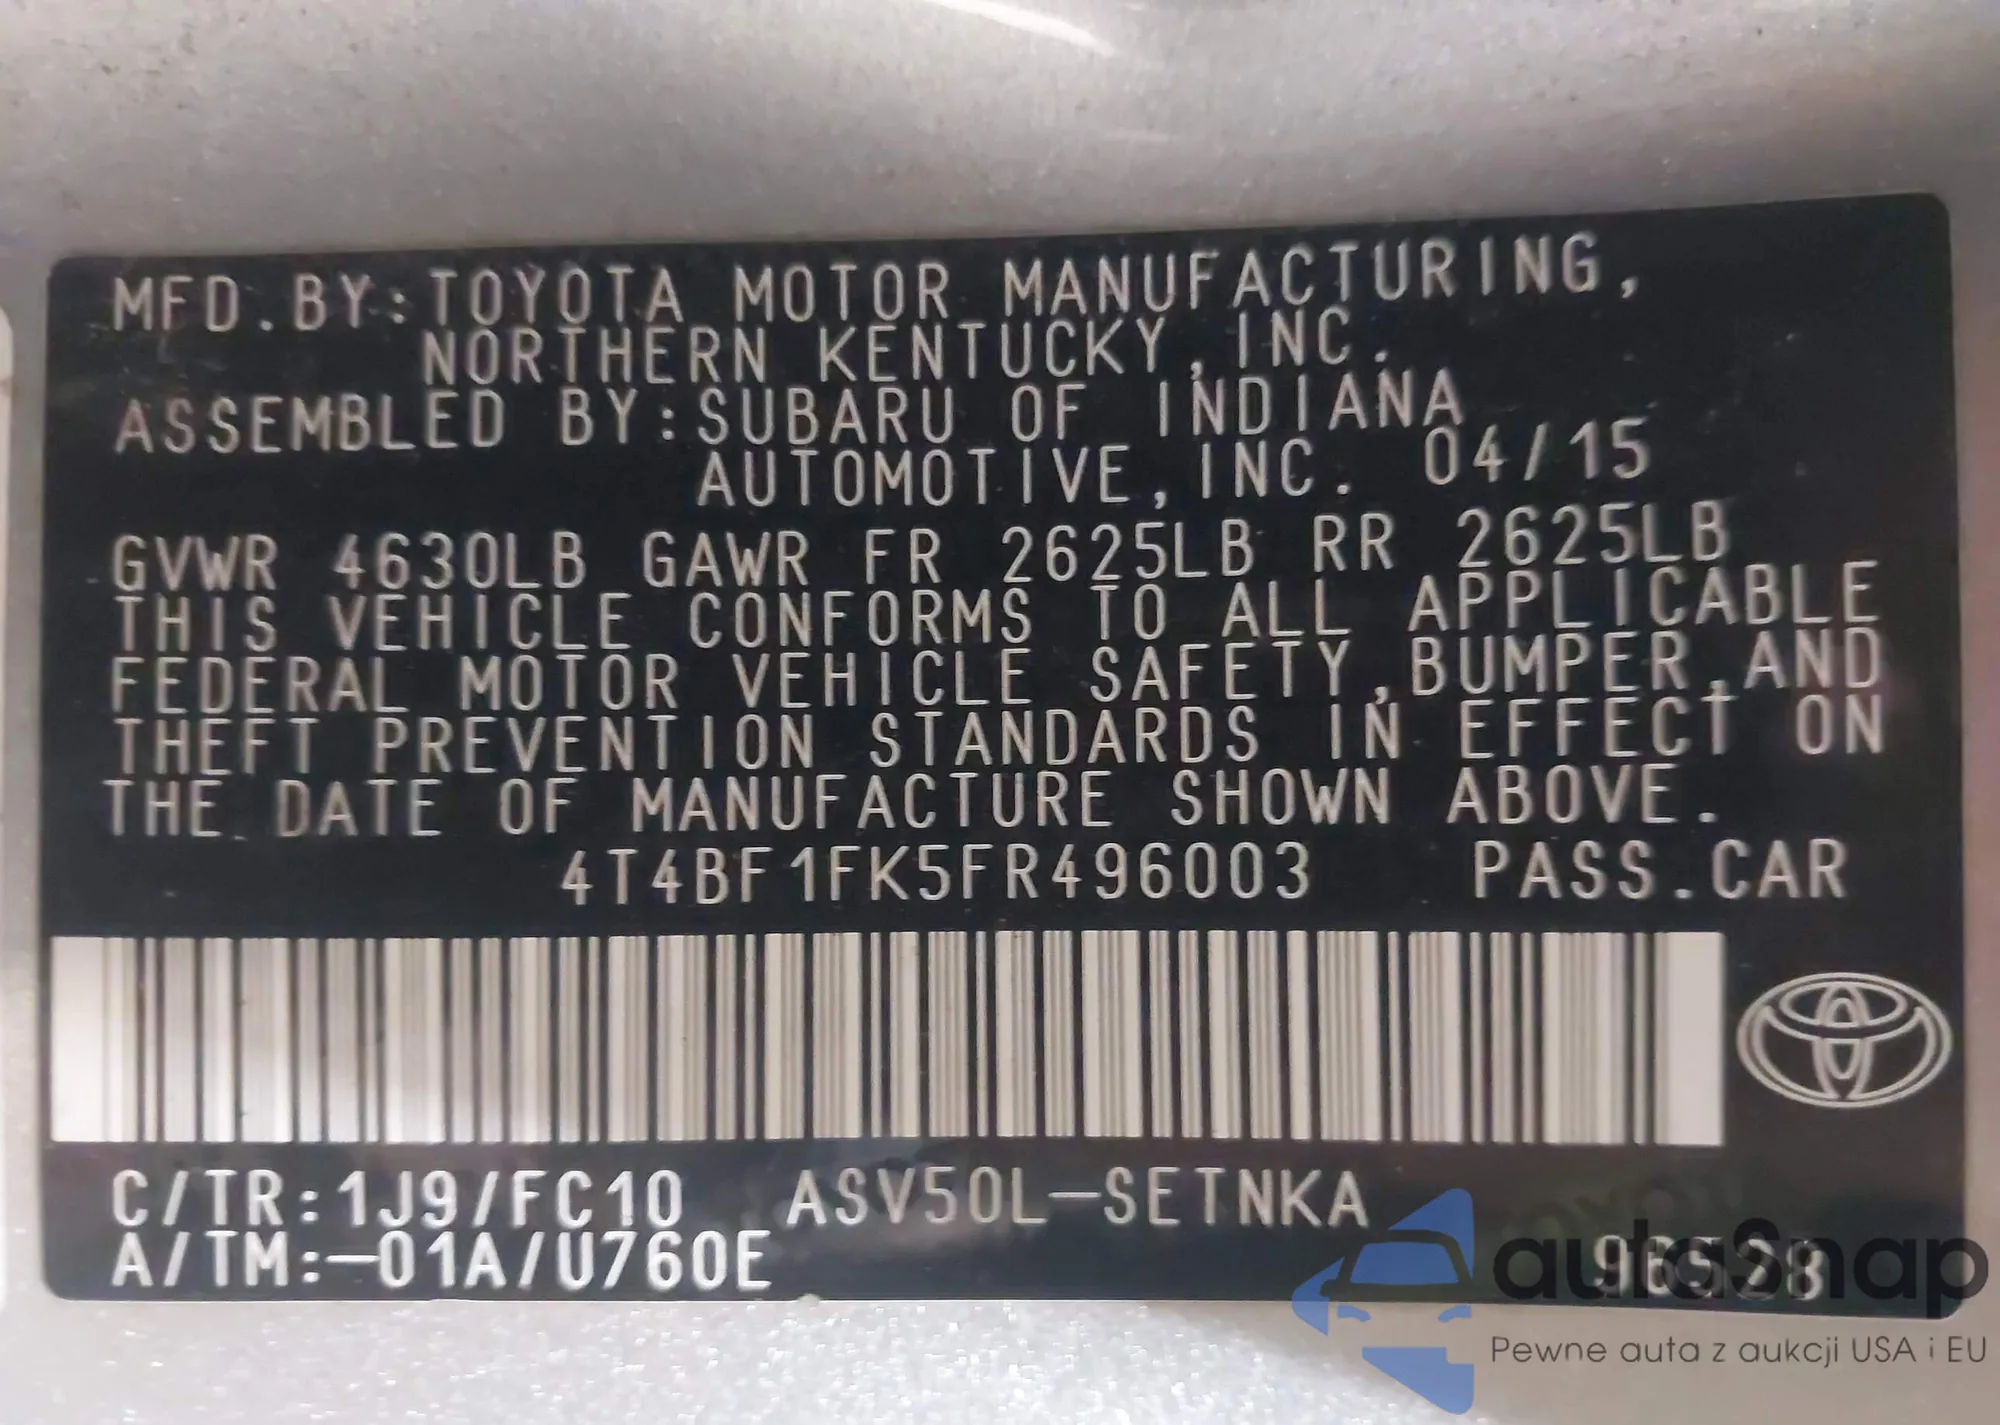 MFD.BY:TOYOTA MOTOR MANUFACTURING,
NORTHERN KENTUCKY,INC.
ASSEMBLED BY:SUBARU OF INDIANA
AUTOMOTIVE,INC. 04/15
GVWR 4630LB GAWR FR 2625LB RR 2625LB
THIS VEHICLE CONFORMS TO ALL APPLICABLE
FEDERAL MOTOR VEHICLE SAFETY,BUMPER,AND
THEFT PREVENTION STANDARDS IN EFFECT ON
THE DATE OF MANUFACTURE SHOWN ABOVE.
4T4BF1FK5FR496003 PASS.CAR
C/TR:1J9/FC10 ASV50L-SETNKA
A/TM:-01A/U760E
autaSnap
Pewne auta z aukcji USA i EU